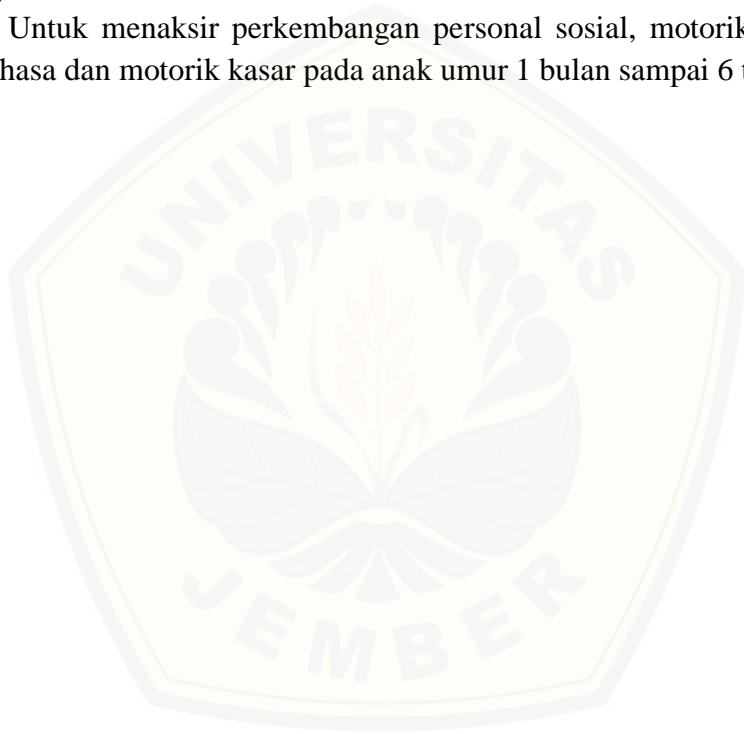 Untuk menaksir perkembangan personal sosial, motorik
hasa dan motorik kasar pada anak umur 1 bulan sampai 6 t
UNIVERSITAS
JEMBER